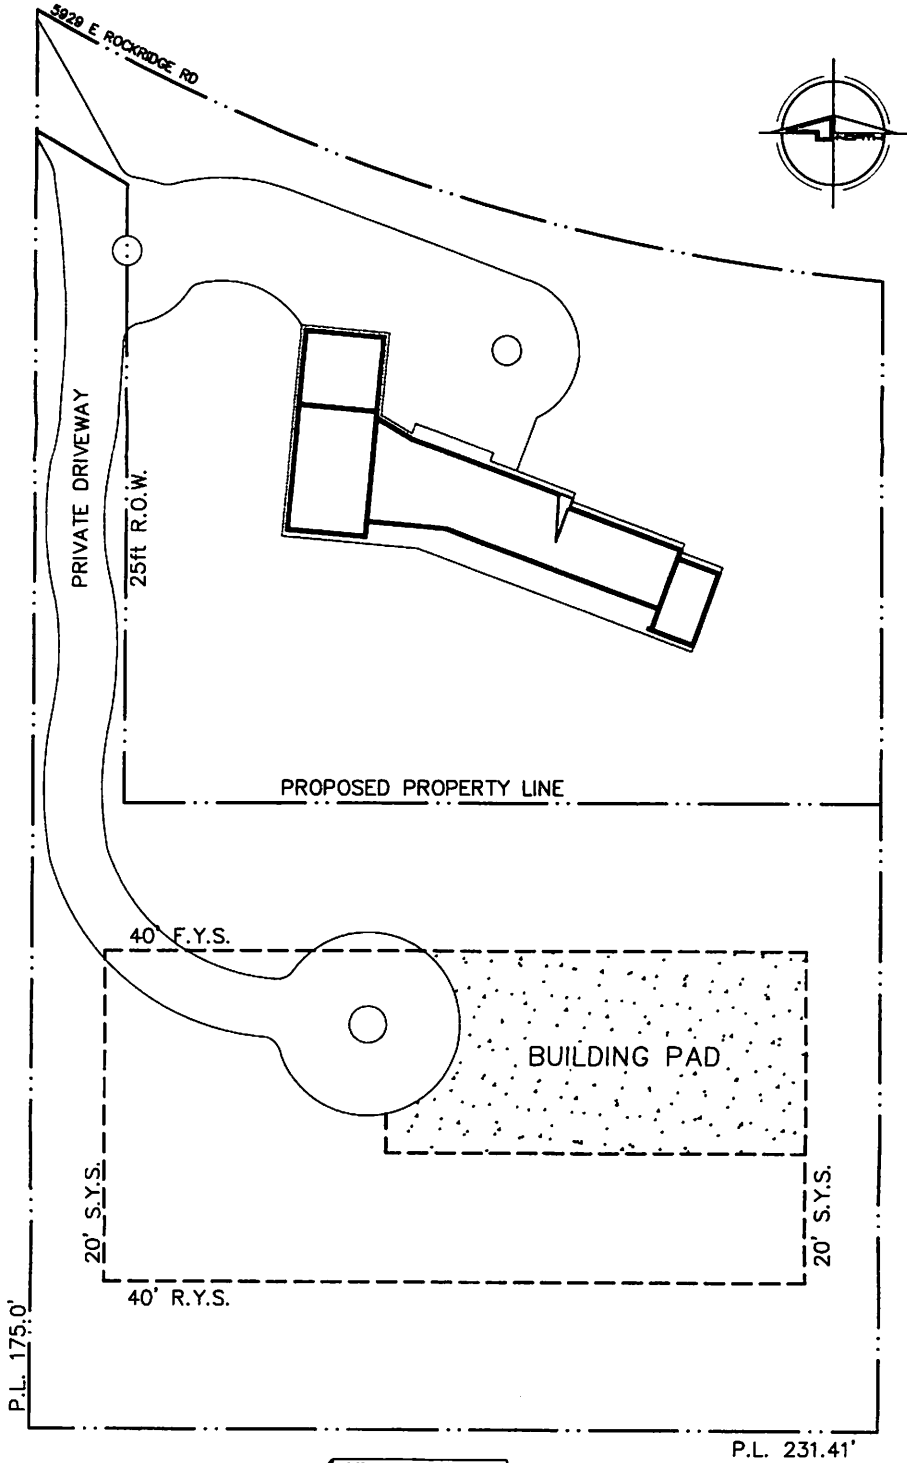 5929 E ROCKRIDGE RD
NORTH
PRIVATE DRIVEWAY
25ft R.O.W.
PROPOSED PROPERTY LINE
40' F.Y.S.
BUILDING PAD
20' S.Y.S.
20' S.Y.S.
40' R.Y.S.
P.L. 175.0'
P.L. 231.41'